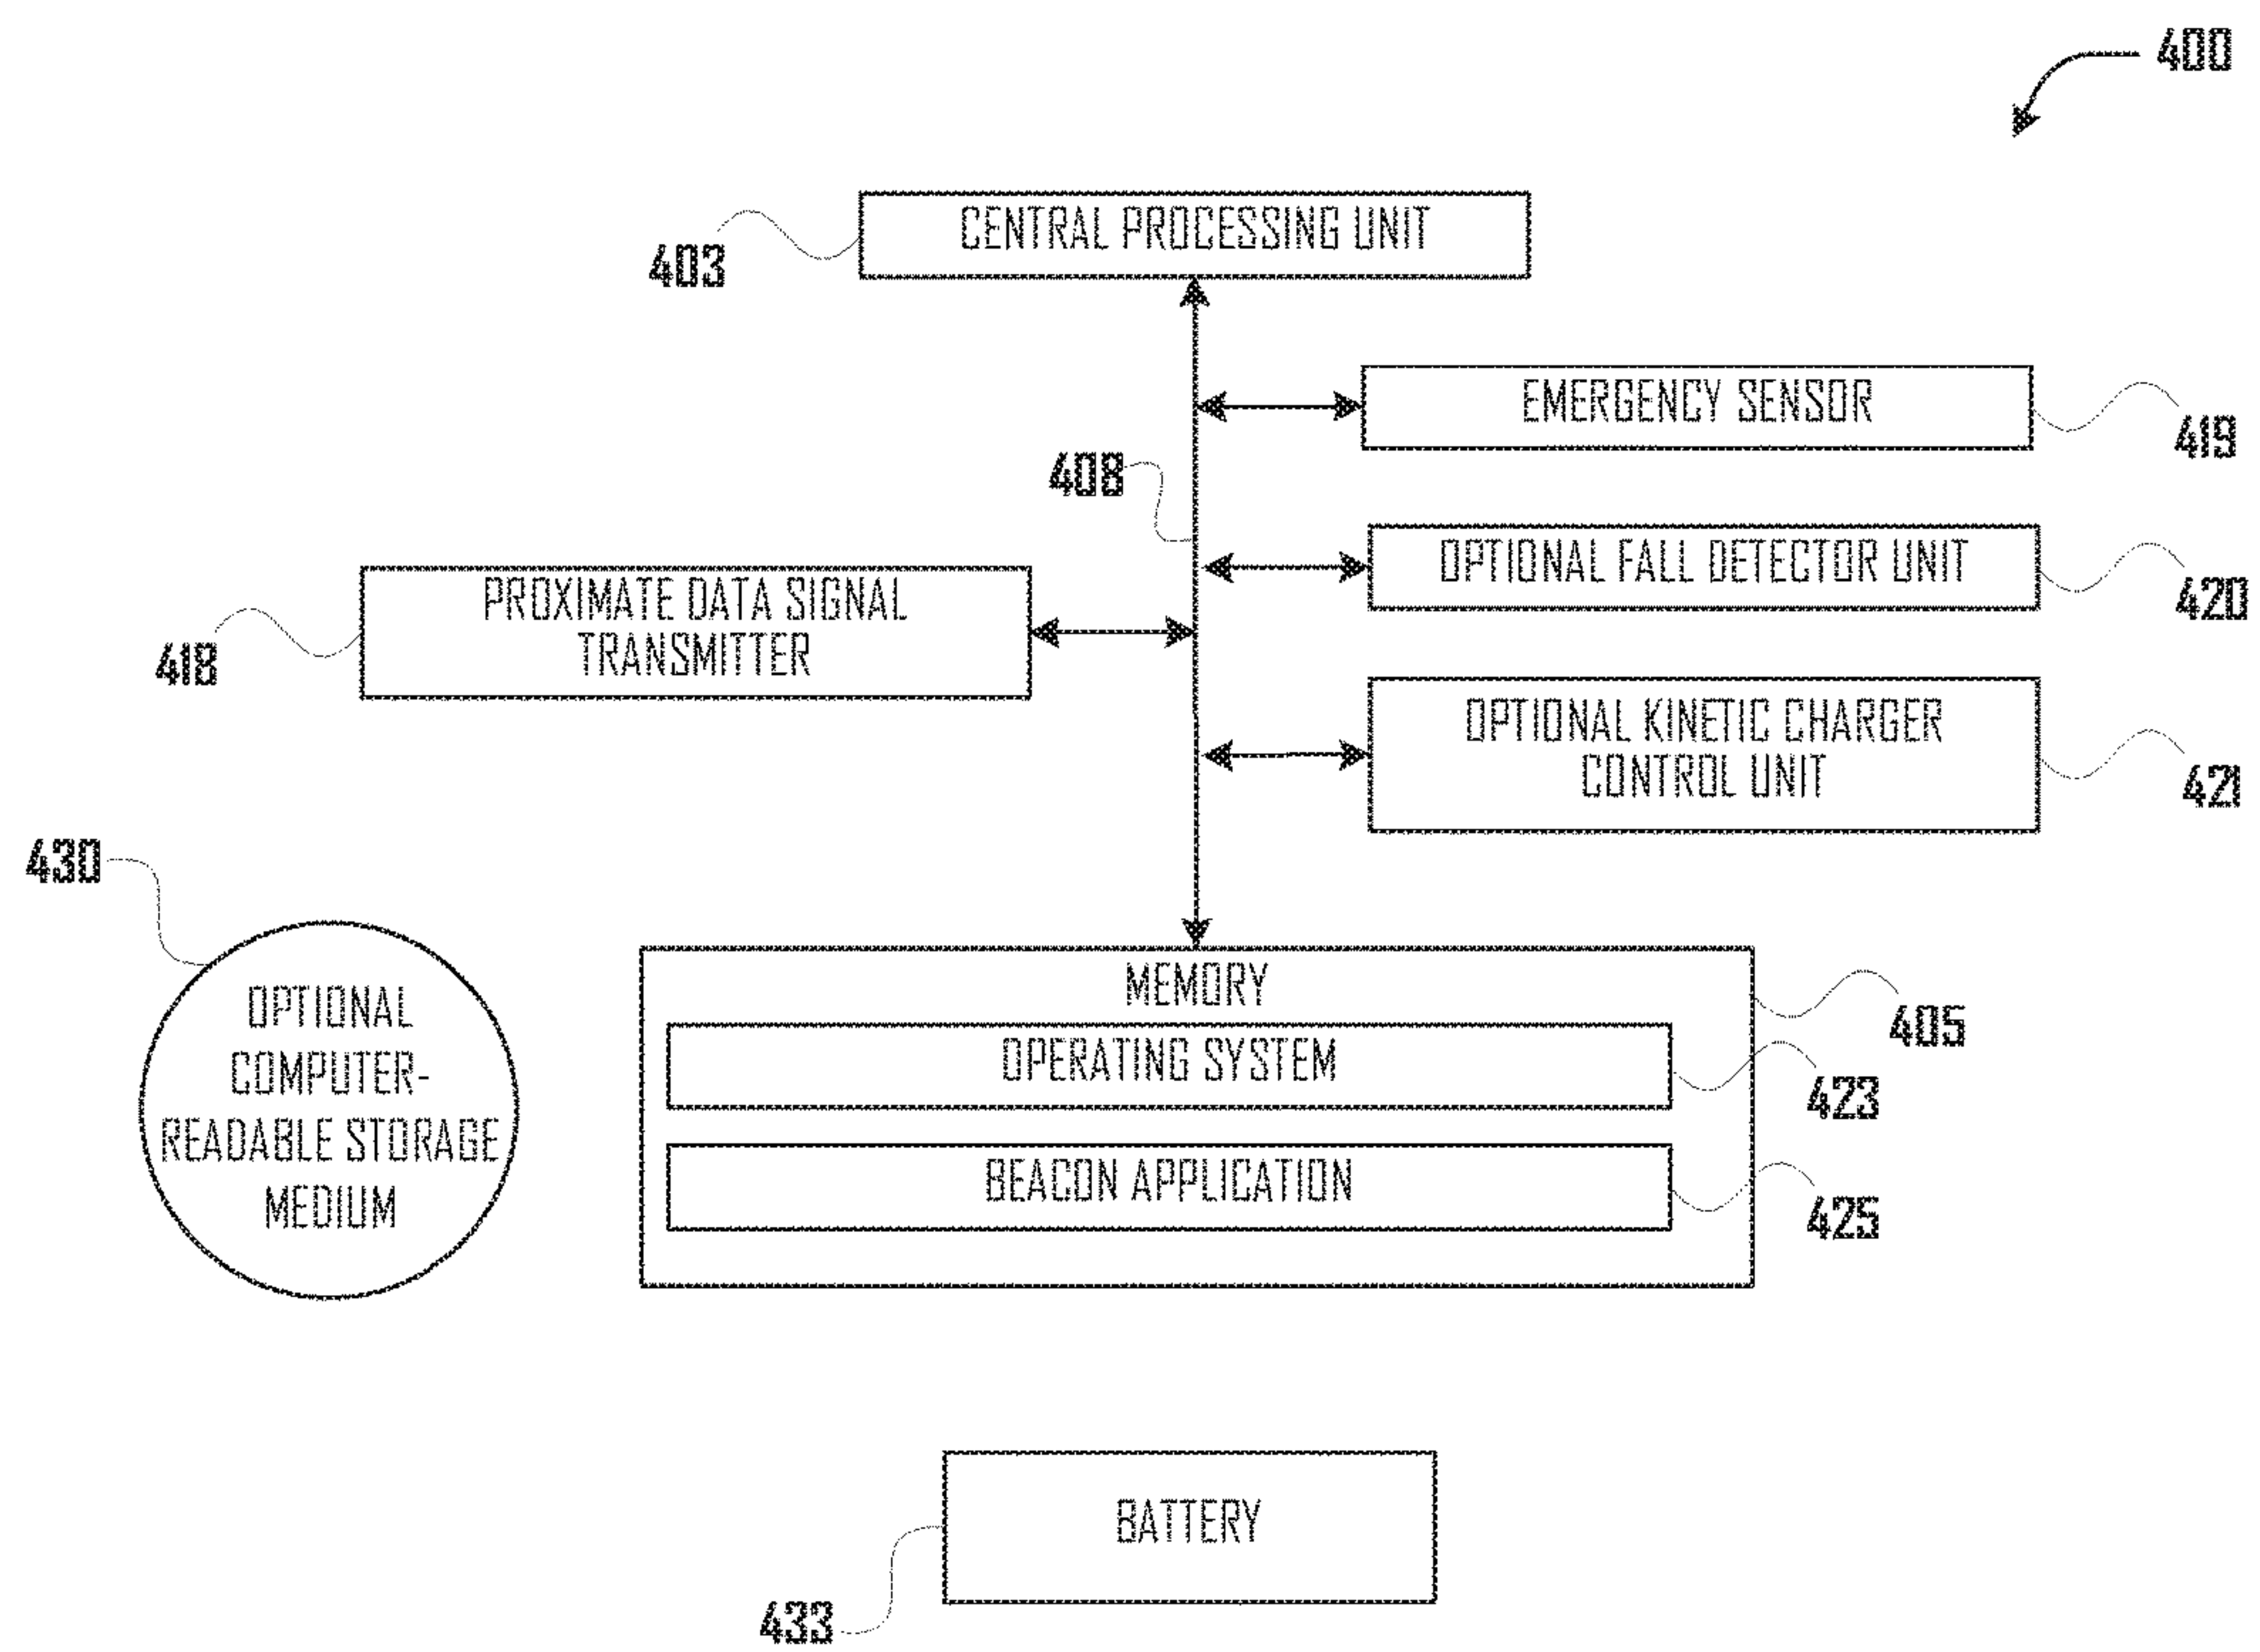 400
CENTRAL PROCESSING UNIT
403
EMERGENCY SENSOR
419
408
OPTIONAL FALL DETECTOR UNIT
420
PROXIMATE DATA SIGNAL
TRANSMITTER
418
OPTIONAL KINETIC CHARGER
CONTROL UNIT
421
430
OPTIONAL
COMPUTER-
READABLE STORAGE
MEDIUM
MEMORY
405
OPERATING SYSTEM
423
BEACON APPLICATION
425
BATTERY
433